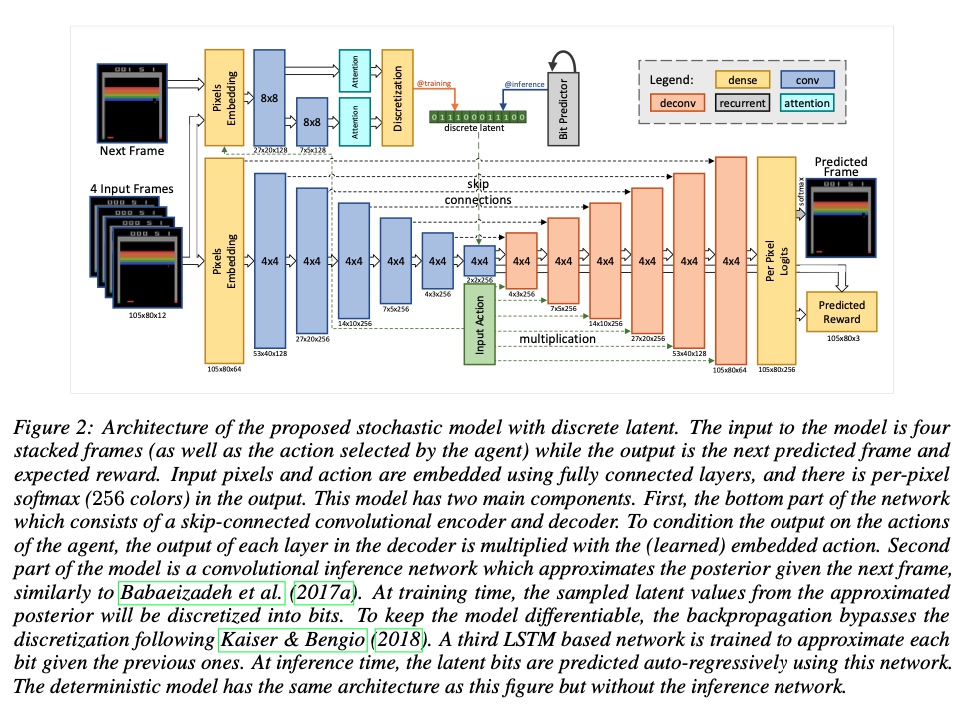 Next Frame
4 Input Frames
105x80x12
Pixels Embedding
8x8
27x20x128
8x8
7x5x128
Attention
Attention
Discretization
@training
@inference
0 1 1 1 0 0 0 1 1 1 0 0
discrete latent
Bit Predictor
Legend:
dense
conv
deconv
recurrent
attention
Pixels Embedding
105x80x64
4x4
53x40x128
4x4
27x20x256
4x4
14x10x256
4x4
7x5x256
4x4
4x3x256
4x4
2x2x256
skip
connections
Input Action
multiplication
4x4
4x3x256
4x4
7x5x256
4x4
14x10x256
4x4
27x20x256
4x4
53x40x128
4x4
105x80x64
Per Pixel Logits
105x80x256
softmax
Predicted
Frame
Predicted
Reward
105x80x3
Figure 2: Architecture of the proposed stochastic model with discrete latent. The input to the model is four
stacked frames (as well as the action selected by the agent) while the output is the next predicted frame and
expected reward. Input pixels and action are embedded using fully connected layers, and there is per-pixel
softmax (256 colors) in the output. This model has two main components. First, the bottom part of the network
which consists of a skip-connected convolutional encoder and decoder. To condition the output on the actions
of the agent, the output of each layer in the decoder is multiplied with the (learned) embedded action. Second
part of the model is a convolutional inference network which approximates the posterior given the next frame,
similarly to Babaeizadeh et al. (2017a). At training time, the sampled latent values from the approximated
posterior will be discretized into bits. To keep the model differentiable, the backpropagation bypasses the
discretization following Kaiser & Bengio (2018). A third LSTM based network is trained to approximate each
bit given the previous ones. At inference time, the latent bits are predicted auto-regressively using this network.
The deterministic model has the same architecture as this figure but without the inference network.